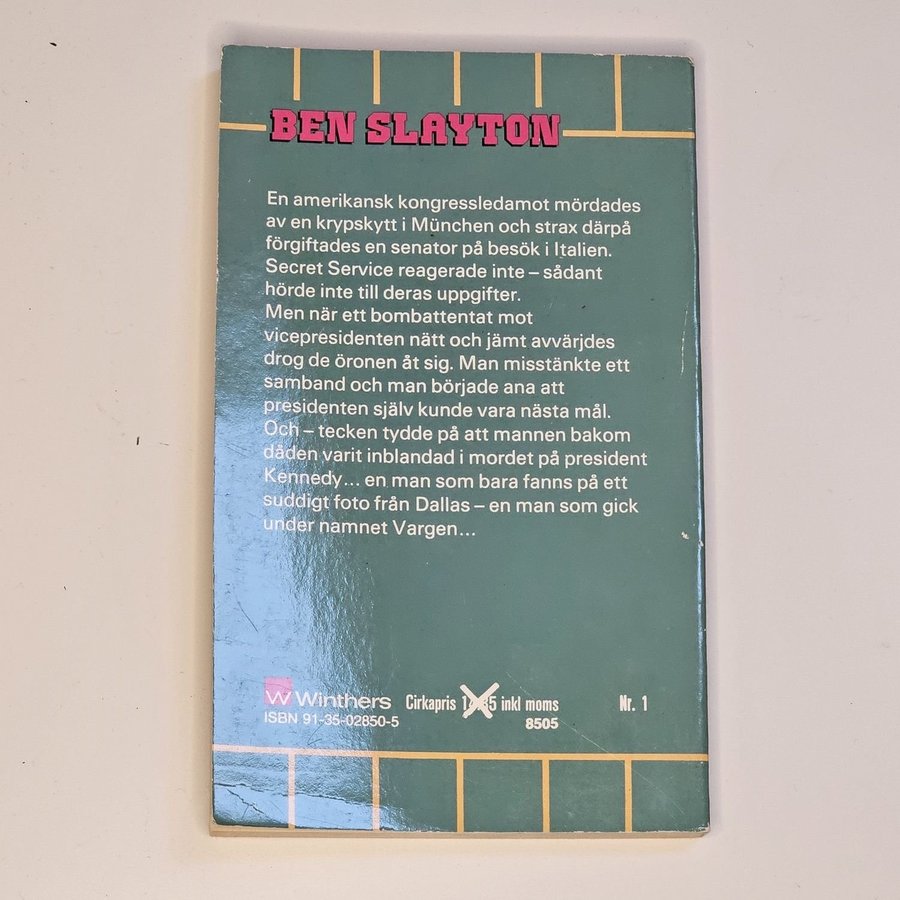 BEN SLAYTON
En amerikansk kongressledamot mördades
av en krypskytt i München och strax därpå
förgiftades en senator på besök i Italien.
Secret Service reagerade inte – sådant
hörde inte till deras uppgifter.
Men när ett bombattentat mot
vicepresidenten nätt och jämt avvärjdes
drog de öronen åt sig. Man misstänkte ett
samband och man började ana att
presidenten själv kunde vara nästa mål.
Och – tecken tydde på att mannen bakom
dåden varit inblandad i mordet på president
Kennedy... en man som bara fanns på ett
suddigt foto från Dallas – en man som gick
under namnet Vargen...
W Winthers Cirkapris inkl moms Nr. 1
ISBN 91-35-02850-5 8505